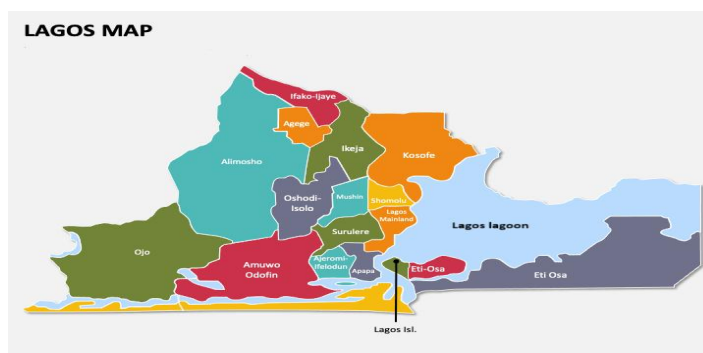 LAGOS MAP
Ifako-Ijaye
Agege
Ikeja
Kosofe
Alimosho
Oshodi-
Isolo
Mushin
Shomolu
Lagos
Mainland
Lagos lagoon
Surulere
Ojo
Amuwo
Odofin
Ajeromi-
Ifelodun
Apapa
Eti-Osa
Eti Osa
Lagos Isl.